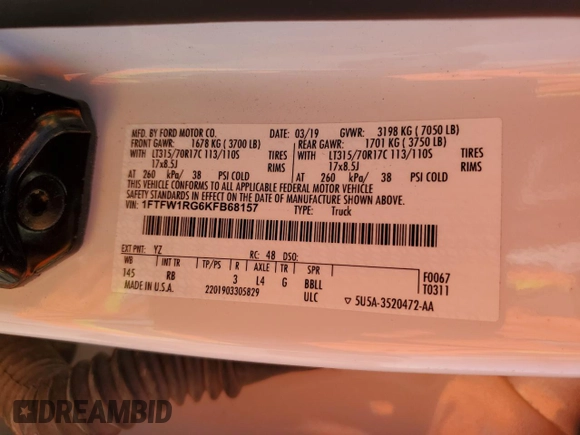 MFD. BY FORD MOTOR CO. 03/19 GVWR: 3198 KG ( 7050 LB)
FRONT GAWR: 1678 KG ( 3700 LB) REAR GAWR: 1701 KG ( 3750 LB)
WITH LT315/70R17C 113/110S TIRES WITH LT315/70R17C 113/110S TIRES
17x8.5J RIMS 17x8.5J RIMS
AT 260 kPa/ 38 PSI COLD AT 260 kPa/ 38 PSI COLD
THIS VEHICLE CONFORMS TO ALL APPLICABLE FEDERAL MOTOR VEHICLE
SAFETY STANDARDS IN EFFECT ON THE DATE OF MANUFACTURE SHOWN ABOVE.
VIN: 1FTFW1RG6KFB68157 TYPE: Truck
EXT PNT: YZ RC: 48 DSO:
WB INT TR TP/PS R AXLE TR SPR F0067
145 RB 3 L4 G BBLL T0311
ULC
MADE IN U.S.A. 2201903305829 5U5A-3520472-AA
DREAMBID